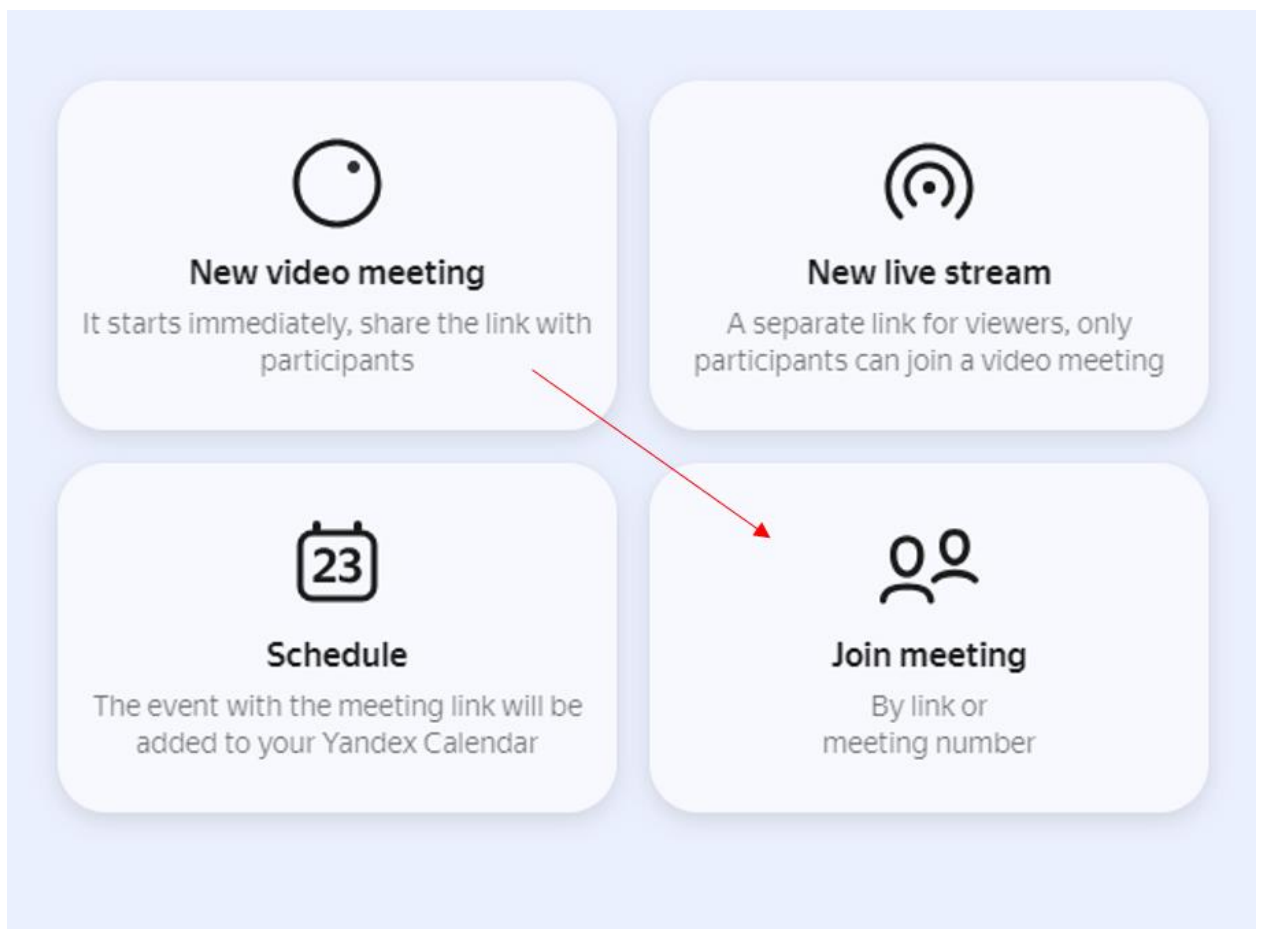 New video meeting
It starts immediately, share the link with
participants
New live stream
A separate link for viewers, only
participants can join a video meeting
23
Schedule
The event with the meeting link will be
added to your Yandex Calendar
Join meeting
By link or
meeting number